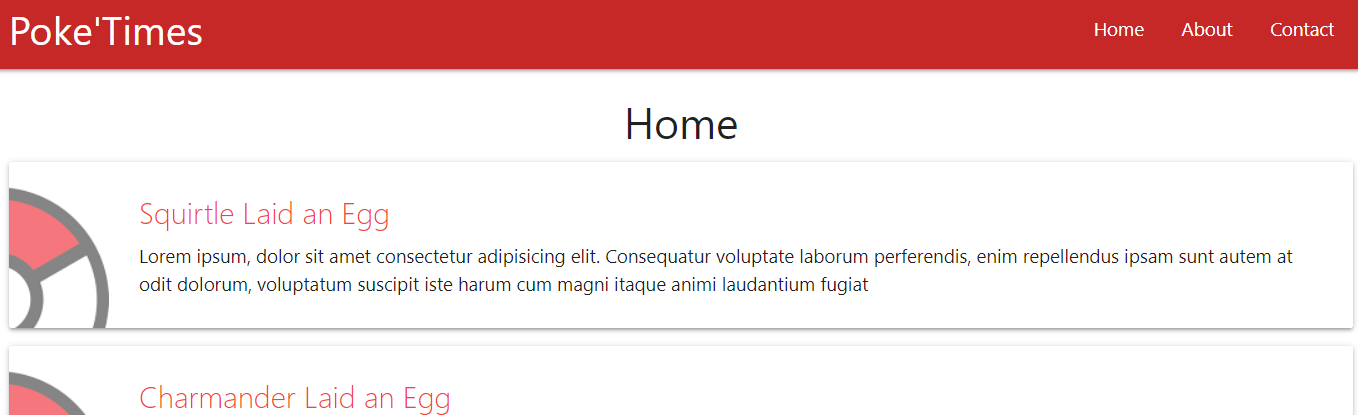 Poke'Times
Home About Contact
Home
Squirtle Laid an Egg
Lorem ipsum, dolor sit amet consectetur adipisicing elit. Consequatur voluptate laborum perferendis, enim repellendus ipsam sunt autem at
odit dolorum, voluptatum suscipit iste harum cum magni itaque animi laudantium fugiat
Charmander Laid an Egg